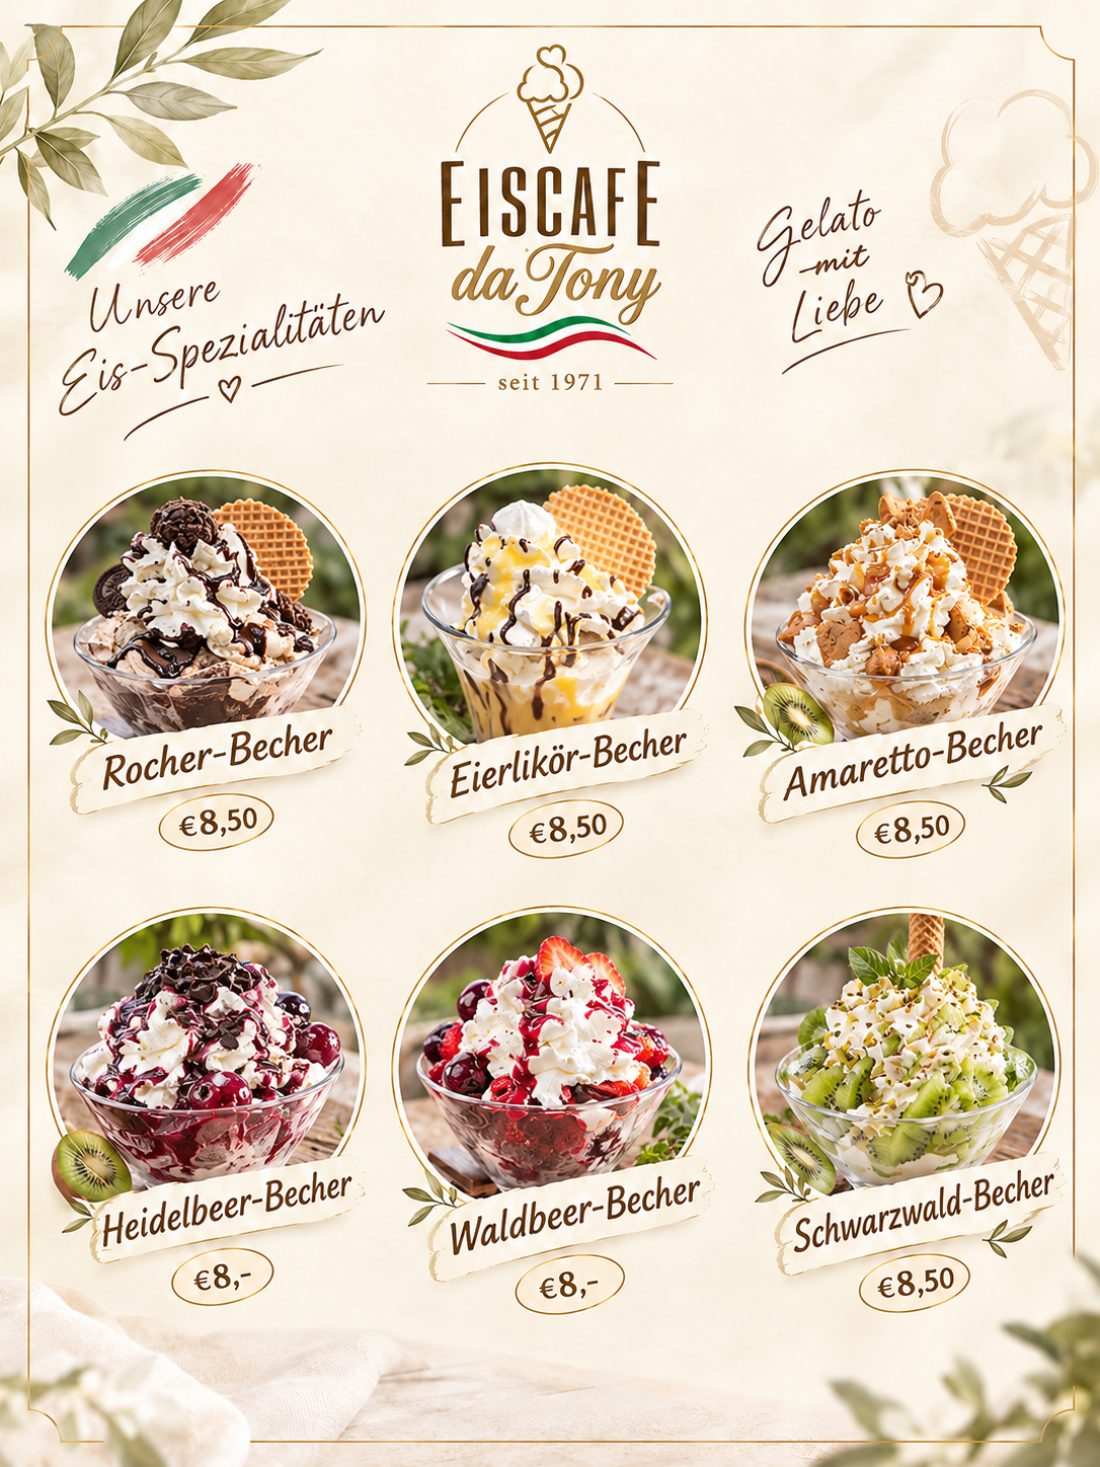 EISCAFE
da Tony
seit 1971
Unsere
Eis-Spezialitäten
Gelato
mit
Liebe
Rocher-Becher
€8,50
Eierlikör-Becher
€8,50
Amaretto-Becher
€8,50
Heidelbeer-Becher
€8,-
Waldbeer-Becher
€8,-
Schwarzwald-Becher
€8,50